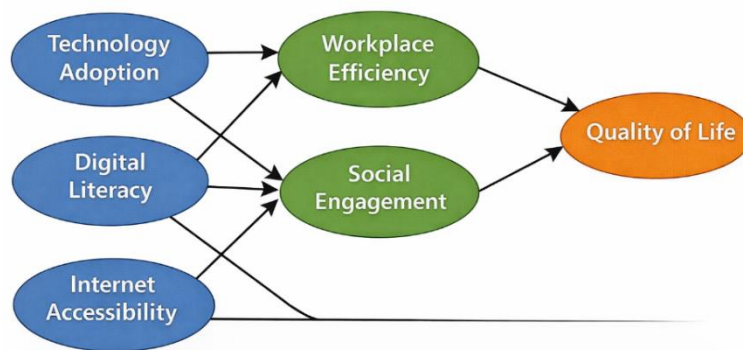 Technology
Adoption
Workplace
Efficiency
Quality of Life
Digital
Literacy
Social
Engagement
Internet
Accessibility